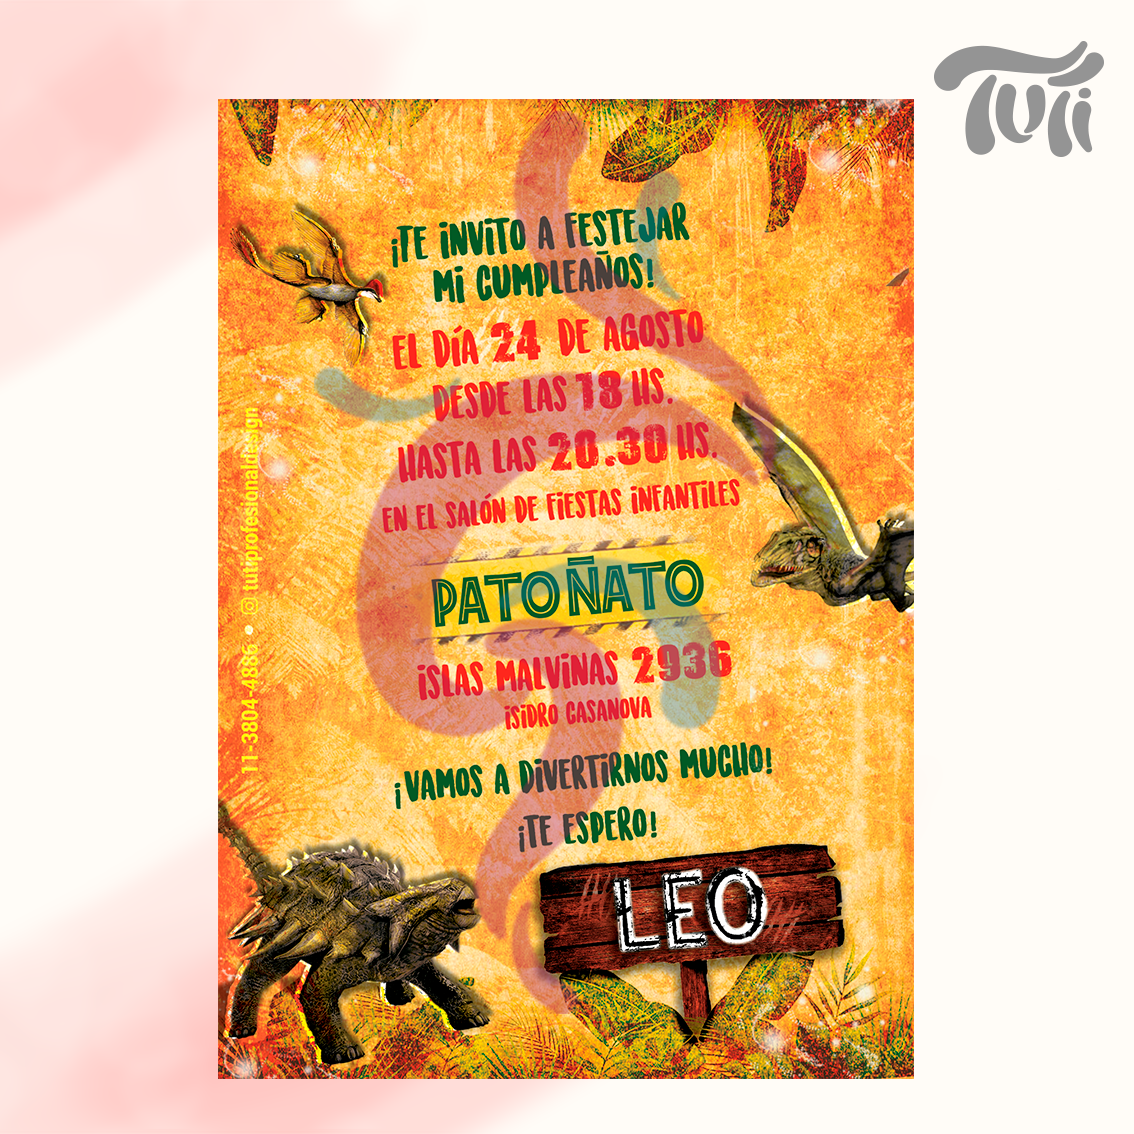 Tuti
¡TE iNViTO A FESTEJAR
Mi CUMPLEAÑOS!
EL DÍA 24 DE AGOSTO
DESDE LAS 18 HS.
HASTA LAS 20.30 HS.
EN EL SALÓN DE FiESTAS iNFANTiLES
PATOÑATO
iSLAS MALViNAS 2936
iSiDRO CASANOVA
¡VAMOS A DiVERTiRNOS MUCHO!
¡TE ESPERO!
LEO
11-3804-4886 • tutiprofesionaldesign